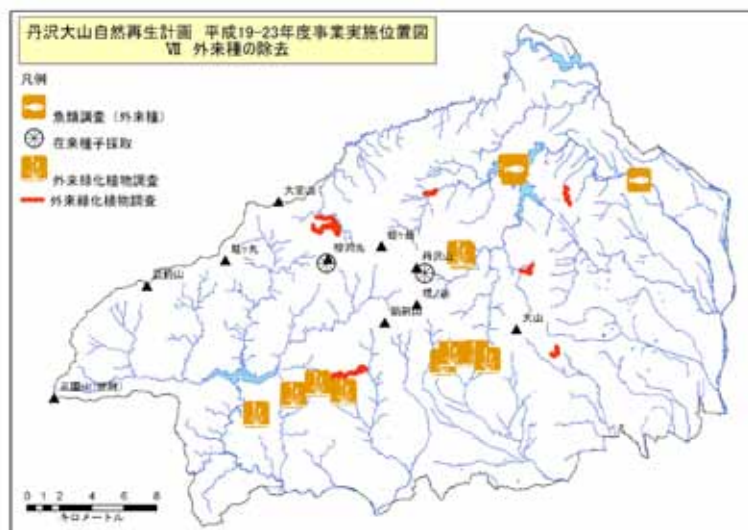 丹沢大山自然再生計画 平成19-23年度事業実施位置図
Ⅶ 外来種の除去
凡例
魚類調査（外来種）
在来種子採取
外来緑化植物調査
外来緑化植物調査
大室山
檜洞丸
蛭ヶ岳
丹沢山
塔ノ岳
鍋割山
大山
0 1 2 4 6 8
キロメートル